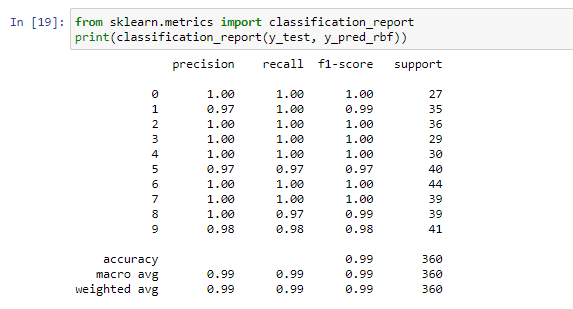 In [19]: from sklearn.metrics import classification_report
print(classification_report(y_test, y_pred_rbf))
precision recall f1-score support
0 1.00 1.00 1.00 27
1 0.97 1.00 0.99 35
2 1.00 1.00 1.00 36
3 1.00 1.00 1.00 29
4 1.00 1.00 1.00 30
5 0.97 0.97 0.97 40
6 1.00 1.00 1.00 44
7 1.00 1.00 1.00 39
8 1.00 0.97 0.99 39
9 0.98 0.98 0.98 41
accuracy 0.99 360
macro avg 0.99 0.99 0.99 360
weighted avg 0.99 0.99 0.99 360